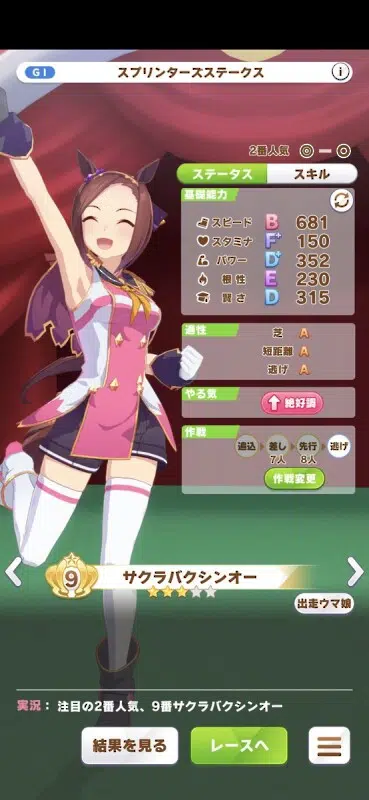 GI スプリンターズステークス
2番人気 ◎ ー ◎
ステータス スキル
基礎能力
スピード B 681
スタミナ F+ 150
パワー D+ 352
根性 E 230
賢さ D 315
適性
芝 A
短距離 A
逃げ A
やる気
絶好調
作戦
追込 差し 先行 逃げ
7人 8人
作戦変更
9 サクラバクシンオー
出走ウマ娘
実況： 注目の2番人気、9番サクラバクシンオー
結果を見る レースへ